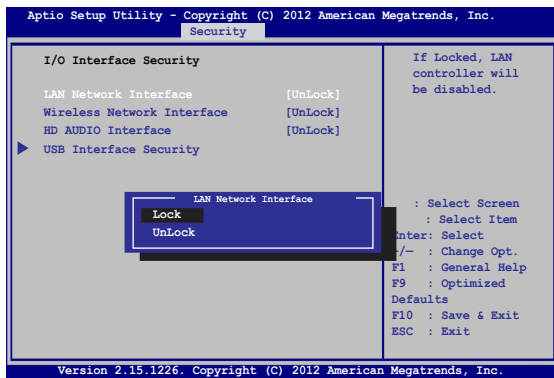 Aptio Setup Utility - Copyright (C) 2012 American Megatrends, Inc.
Security
I/O Interface Security
LAN Network Interface [UnLock]
Wireless Network Interface [UnLock]
HD AUDIO Interface [UnLock]
USB Interface Security
If Locked, LAN
controller will
be disabled.
LAN Network Interface
Lock
UnLock
: Select Screen
: Select Item
Enter: Select
+/— : Change Opt.
F1 : General Help
F9 : Optimized
Defaults
F10 : Save & Exit
ESC : Exit
Version 2.15.1226. Copyright (C) 2012 American Megatrends, Inc.